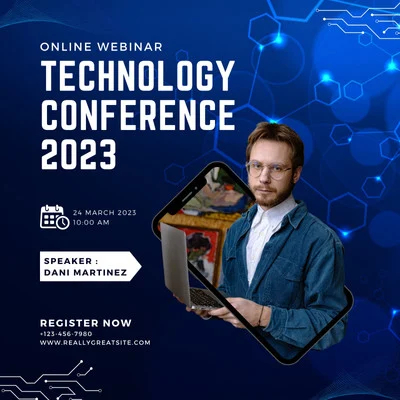 ONLINE WEBINAR
TECHNOLOGY
CONFERENCE
2023
24 MARCH 2023
10:00 AM
SPEAKER :
DANI MARTINEZ
REGISTER NOW
+123-456-7980
WWW.REALLYGREATSITE.COM